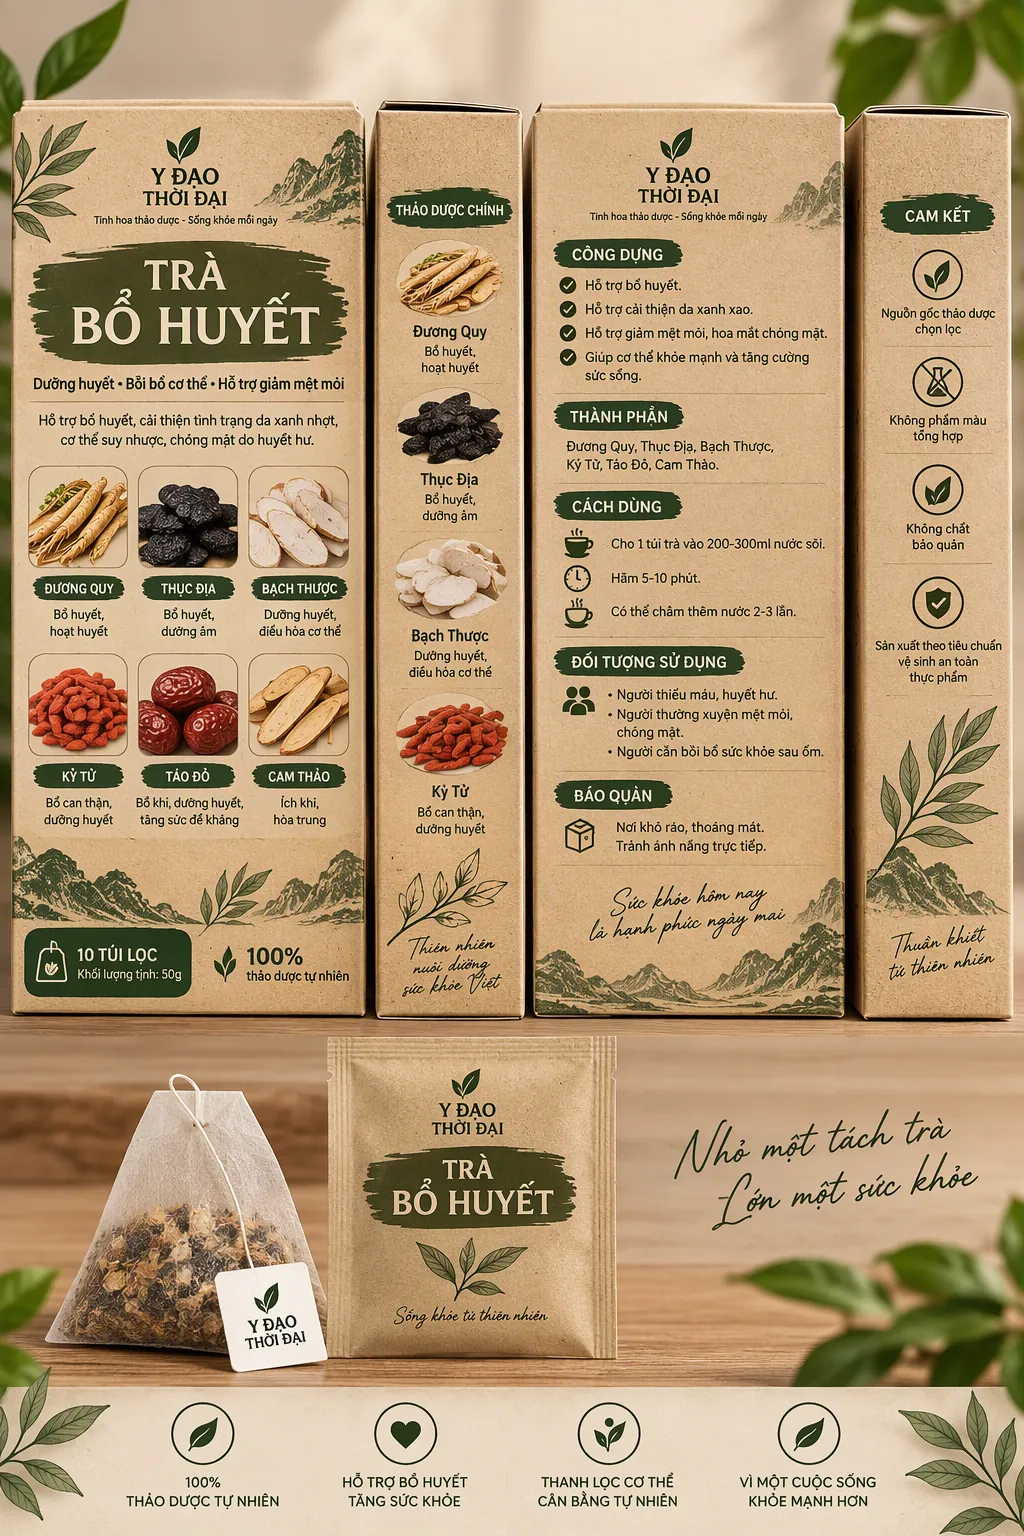 Y ĐẠO
THỜI ĐẠI
Tinh hoa thảo dược - Sống khỏe mỗi ngày
TRÀ
BỔ HUYẾT
Dưỡng huyết • Bồi bổ cơ thể • Hỗ trợ giảm mệt mỏi
Hỗ trợ bổ huyết, cải thiện tình trạng da xanh nhợt,
cơ thể suy nhược, chóng mặt do huyết hư.
ĐƯƠNG QUY
Bổ huyết,
hoạt huyết
THỤC ĐỊA
Bổ huyết,
dưỡng âm
BẠCH THƯỢC
Dưỡng huyết,
điều hòa cơ thể
KỶ TỬ
Bổ can thận,
dưỡng huyết
TÁO ĐỎ
Bổ khí, dưỡng huyết,
tăng sức đề kháng
CAM THẢO
Ích khí,
hòa trung
10 TÚI LỌC
Khối lượng tịnh: 50g
100%
thảo dược tự nhiên
THẢO DƯỢC CHÍNH
Đương Quy
Bổ huyết,
hoạt huyết
Thục Địa
Bổ huyết,
dưỡng âm
Bạch Thược
Dưỡng huyết,
điều hòa cơ thể
Kỷ Tử
Bổ can thận,
dưỡng huyết
Thiên nhiên
nuôi dưỡng
sức khỏe Việt
Y ĐẠO
THỜI ĐẠI
Tinh hoa thảo dược - Sống khỏe mỗi ngày
CÔNG DỤNG
Hỗ trợ bổ huyết.
Hỗ trợ cải thiện da xanh xao.
Hỗ trợ giảm mệt mỏi, hoa mắt chóng mặt.
Giúp cơ thể khỏe mạnh và tăng cường
sức sống.
THÀNH PHẦN
Đương Quy, Thục Địa, Bạch Thược,
Kỷ Tử, Táo Đỏ, Cam Thảo.
CÁCH DÙNG
Cho 1 túi trà vào 200-300ml nước sôi.
Hãm 5-10 phút.
Có thể châm thêm nước 2-3 lần.
ĐỐI TƯỢNG SỬ DỤNG
• Người thiếu máu, huyết hư.
• Người thường xuyên mệt mỏi,
chóng mặt.
• Người cần bồi bổ sức khỏe sau ốm.
BẢO QUẢN
Nơi khô ráo, thoáng mát.
Tránh ánh nắng trực tiếp.
Sức khỏe hôm nay
là hạnh phúc ngày mai
CAM KẾT
Nguồn gốc thảo dược
chọn lọc
Không phẩm màu
tổng hợp
Không chất
bảo quản
Sản xuất theo tiêu chuẩn
vệ sinh an toàn
thực phẩm
Thuần khiết
từ thiên nhiên
Y ĐẠO
THỜI ĐẠI
Y ĐẠO
THỜI ĐẠI
TRÀ
BỔ HUYẾT
Sống khỏe từ thiên nhiên
Nhỏ một tách trà
Lớn một sức khỏe
100%
THẢO DƯỢC TỰ NHIÊN
HỖ TRỢ BỔ HUYẾT
TĂNG SỨC KHỎE
THANH LỌC CƠ THỂ
CÂN BẰNG TỰ NHIÊN
VÌ MỘT CUỘC SỐNG
KHỎE MẠNH HƠN